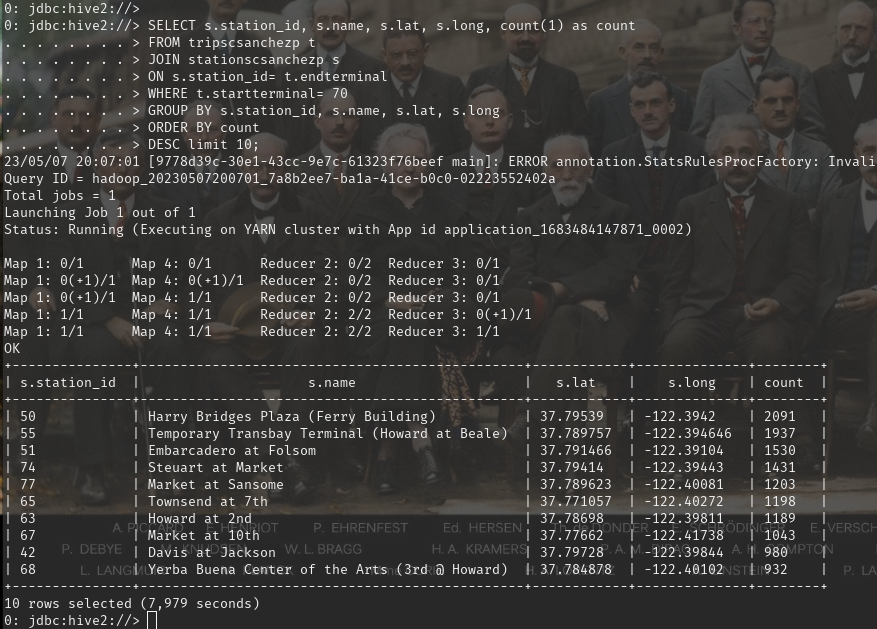 0: jdbc:hive2://>
0: jdbc:hive2://> SELECT s.station_id, s.name, s.lat, s.long, count(1) as count
. . . . . . . . > FROM tripscsanchezp t
. . . . . . . . > JOIN stationscsanchezp s
. . . . . . . . > ON s.station_id= t.endterminal
. . . . . . . . > WHERE t.startterminal= 70
. . . . . . . . > GROUP BY s.station_id, s.name, s.lat, s.long
. . . . . . . . > ORDER BY count
. . . . . . . . > DESC limit 10;
23/05/07 20:07:01 [9778d39c-30e1-43cc-9e7c-61323f76beef main]: ERROR annotation.StatsRulesProcFactory: Invali
Query ID = hadoop_20230507200701_7a8b2ee7-ba1a-41ce-b0c0-02223552402a
Total jobs = 1
Launching Job 1 out of 1
Status: Running (Executing on YARN cluster with App id application_1683484147871_0002)
Map 1: 0/1 Map 4: 0/1 Reducer 2: 0/2 Reducer 3: 0/1
Map 1: 0(+1)/1 Map 4: 0(+1)/1 Reducer 2: 0/2 Reducer 3: 0/1
Map 1: 0(+1)/1 Map 4: 1/1 Reducer 2: 0/2 Reducer 3: 0/1
Map 1: 1/1 Map 4: 1/1 Reducer 2: 2/2 Reducer 3: 0(+1)/1
Map 1: 1/1 Map 4: 1/1 Reducer 2: 2/2 Reducer 3: 1/1
OK
| s.station_id | s.name | s.lat | s.long | count |
| 50 | Harry Bridges Plaza (Ferry Building) | 37.79539 | -122.3942 | 2091 |
| 55 | Temporary Transbay Terminal (Howard at Beale) | 37.789757 | -122.394646 | 1937 |
| 51 | Embarcadero at Folsom | 37.791466 | -122.39104 | 1530 |
| 74 | Steuart at Market | 37.79414 | -122.39443 | 1431 |
| 77 | Market at Sansome | 37.789623 | -122.40081 | 1203 |
| 65 | Townsend at 7th | 37.771057 | -122.40272 | 1198 |
| 63 | Howard at 2nd | 37.78698 | -122.39811 | 1189 |
| 67 | Market at 10th | 37.77662 | -122.41738 | 1043 |
| 42 | Davis at Jackson | 37.79728 | -122.39844 | 980 |
| 68 | Yerba Buena Center of the Arts (3rd @ Howard) | 37.784878 | -122.40102 | 932 |
10 rows selected (7,979 seconds)
0: jdbc:hive2://>
A. E. HENRIOT P. EHRENFEST Ed. HERSEN E. VERSCH
P. DEBYE W. L. BRAGG H. A. KRAMERS
P. LA